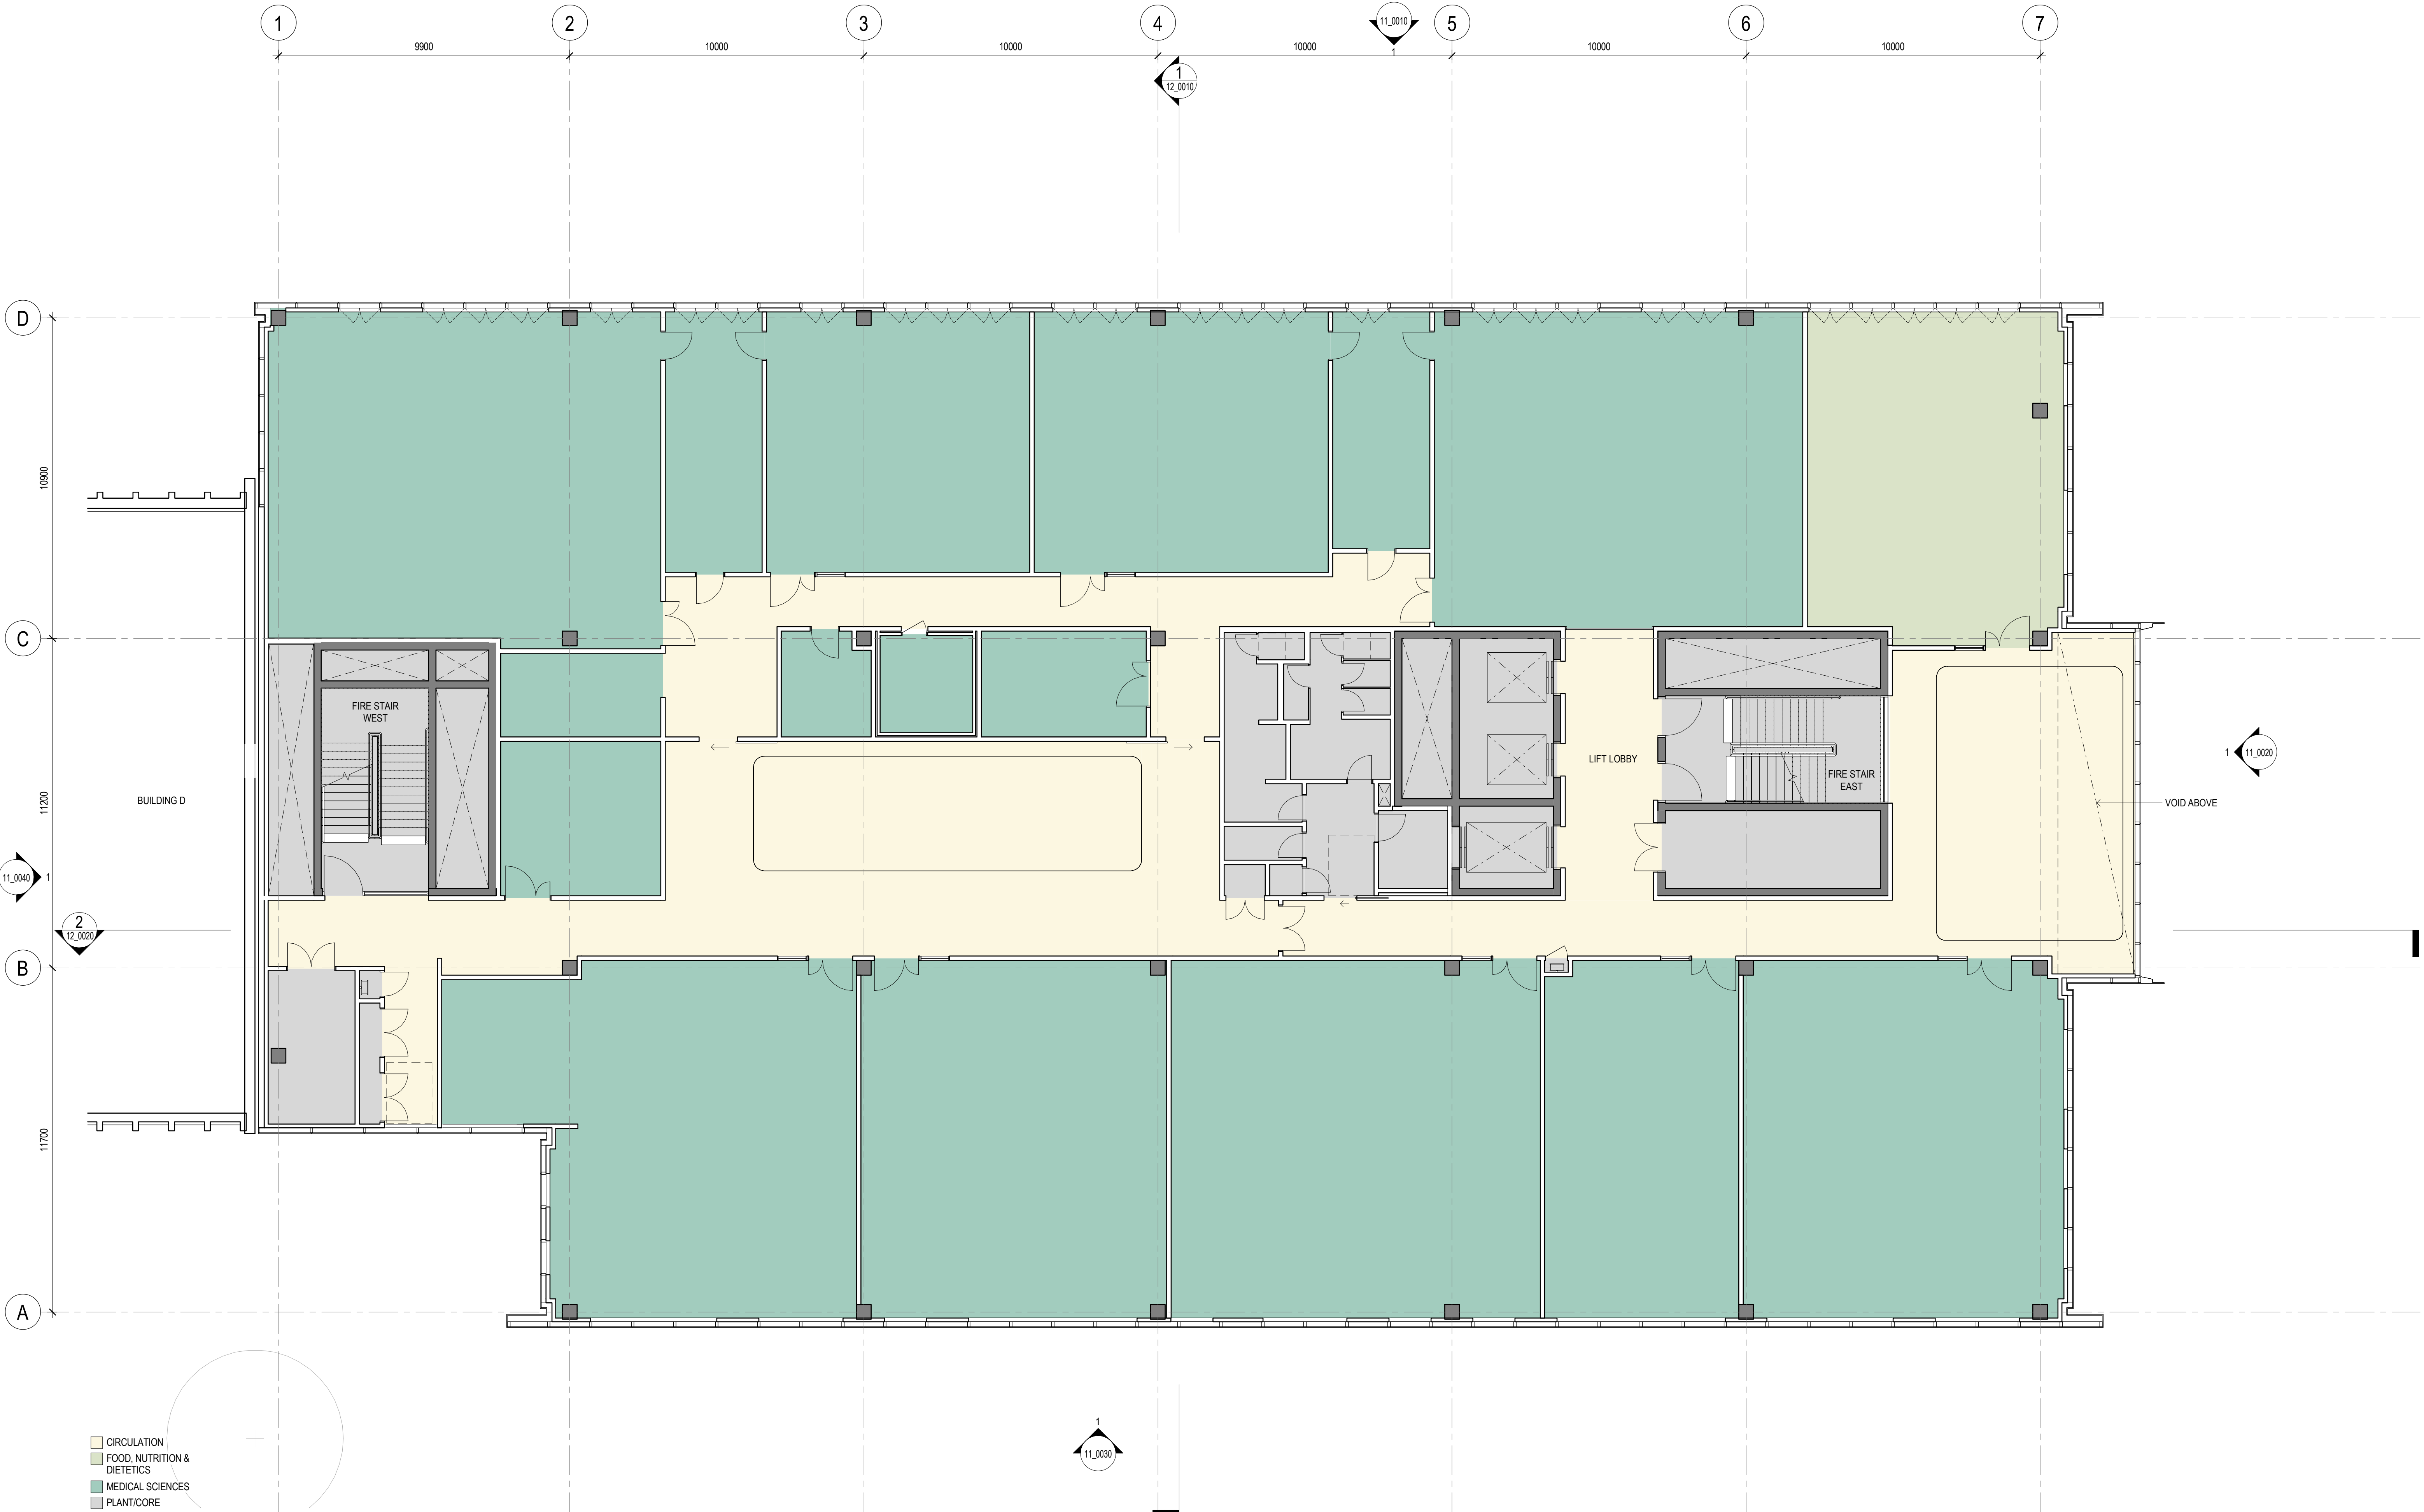 1 2 3 4 11_0010 5 6 7
9900 10000 10000 10000 10000 10000
1
1
12_0010
D
10900
C
FIRE STAIR
WEST
LIFT LOBBY
1 11_0020
FIRE STAIR
EAST
11200
BUILDING D
VOID ABOVE
11_0040 1
2
12_0020
B
11700
A
1
11_0030
CIRCULATION
FOOD, NUTRITION &
DIETETICS
MEDICAL SCIENCES
PLANT/CORE